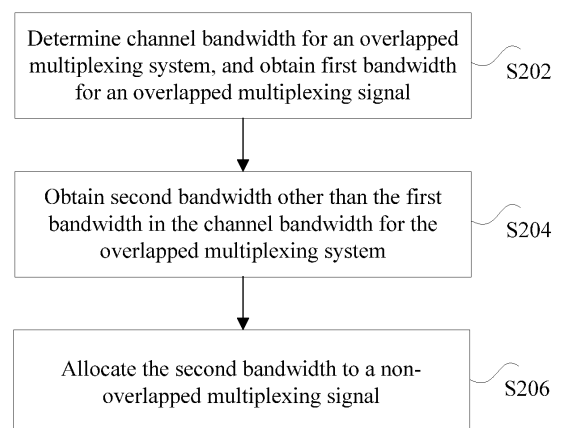 Determine channel bandwidth for an overlapped
multiplexing system, and obtain first bandwidth
for an overlapped multiplexing signal
S202
Obtain second bandwidth other than the first
bandwidth in the channel bandwidth for the
overlapped multiplexing system
S204
Allocate the second bandwidth to a non-
overlapped multiplexing signal
S206